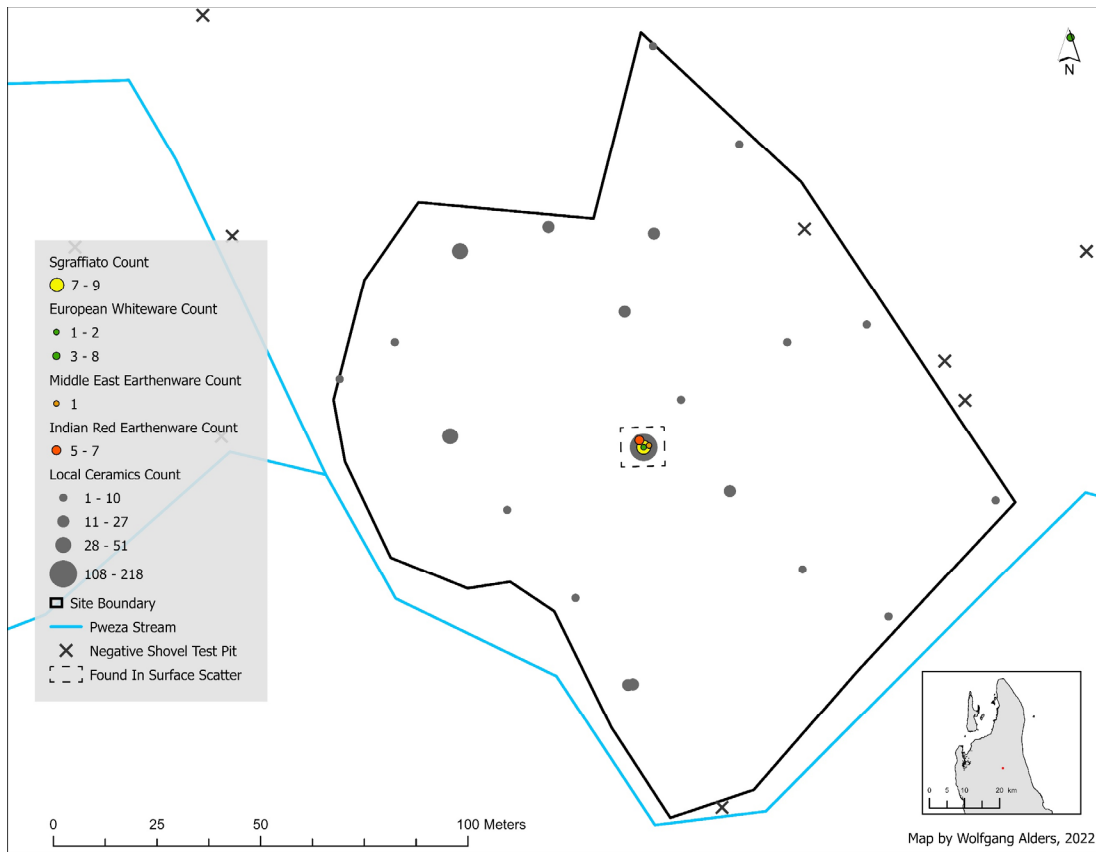 N
Sgraffiato Count
7 - 9
European Whiteware Count
1 - 2
3 - 8
Middle East Earthenware Count
1
Indian Red Earthenware Count
5 - 7
Local Ceramics Count
1 - 10
11 - 27
28 - 51
108 - 218
Site Boundary
Pweza Stream
Negative Shovel Test Pit
Found In Surface Scatter
0 5 10 20 km
0 25 50 100 Meters
Map by Wolfgang Alders, 2022